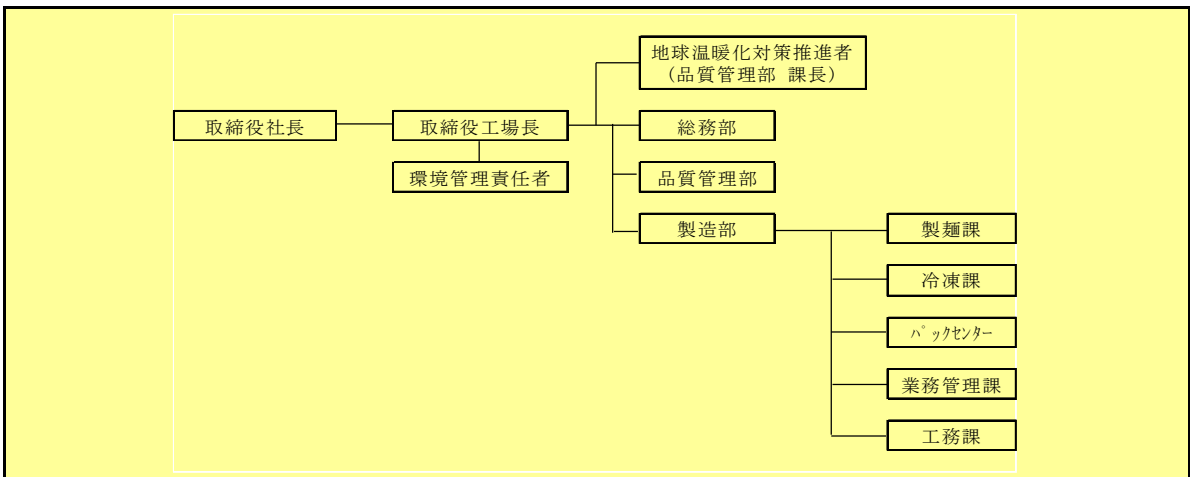 地球温暖化対策推進者
(品質管理部 課長)
取締役社長
取締役工場長
総務部
環境管理責任者
品質管理部
製造部
製麺課
冷凍課
ﾊﾟｯｸｾﾝﾀｰ
業務管理課
工務課